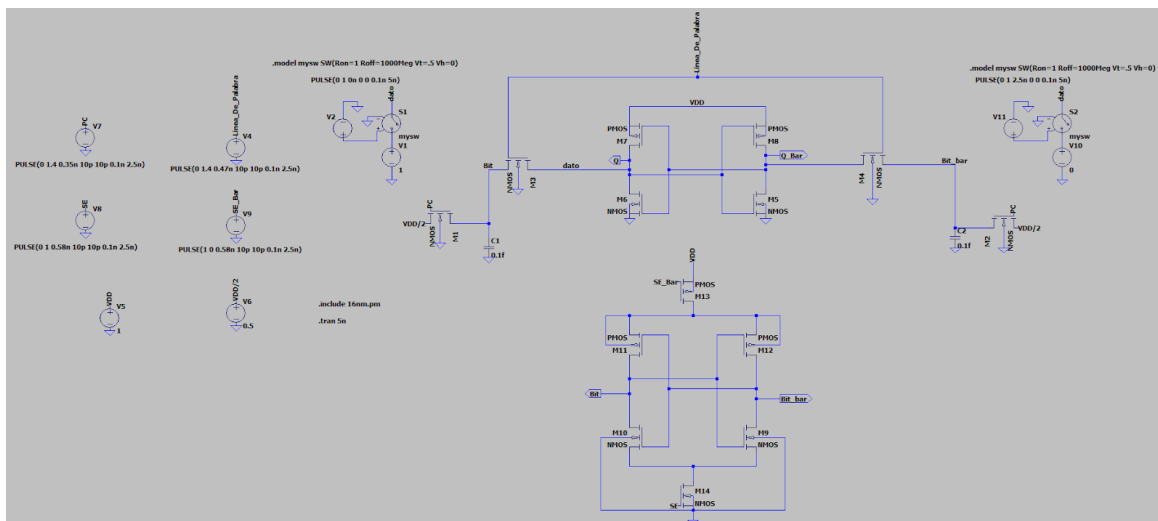 .model mysw SW(Ron=1 Roff=1000Meg Vt=.5 Vh=0)
PULSE(0 1 0n 0 0 0.1n 5n)
dato
S1
V2
mysw
V1
1
PC
V7
PULSE(0 1.4 0.35n 10p 10p 0.1n 2.5n)
Linea_De_Palabra
V4
PULSE(0 1.4 0.47n 10p 10p 0.1n 2.5n)
SE
V8
PULSE(0 1 0.58n 10p 10p 0.1n 2.5n)
SE_Bar
V9
PULSE(1 0 0.58n 10p 10p 0.1n 2.5n)
VDD
V5
1
VDD/2
V6
0.5
.include 16nm.pm
.tran 5n
Linea_De_Palabra
VDD
PMOS
M7
PMOS
M8
Q
Q_Bar
Bit
NMOS
M3
dato
M6
NMOS
M5
NMOS
M4
NMOS
Bit_bar
PC
VDD/2
NMOS
M1
C1
0.1f
C2
0.1f
M2
NMOS
PC
VDD/2
.model mysw SW(Ron=1 Roff=1000Meg Vt=.5 Vh=0)
PULSE(0 1 2.5n 0 0 0.1n 5n)
dato
S2
V11
mysw
V10
0
VDD
SE_Bar
PMOS
M13
PMOS
M11
PMOS
M12
Bit
Bit_bar
M10
NMOS
M9
NMOS
M14
SE
NMOS